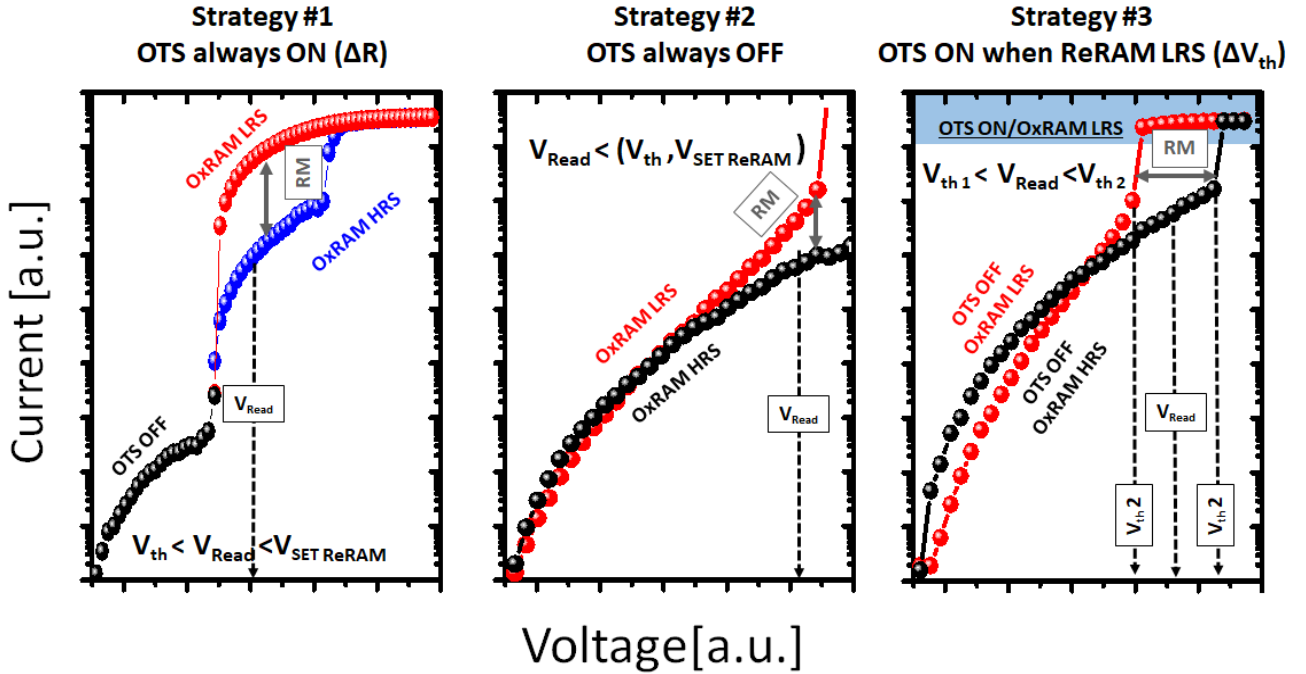 Strategy #1
OTS always ON (ΔR)
Strategy #2
OTS always OFF
Strategy #3
OTS ON when ReRAM LRS (ΔVth)
Current [a.u.]
OxRAM LRS
RM
OxRAM HRS
VRead
OTS OFF
Vth < VRead <VSET ReRAM
VRead < (Vth ,VSET ReRAM )
RM
OxRAM LRS
OxRAM HRS
VRead
OTS ON/OxRAM LRS
RM
Vth 1 < VRead <Vth 2
OTS OFF
OxRAM LRS
OTS OFF
OxRAM HRS
VRead
Vth 2
Vth 2
Voltage[a.u.]